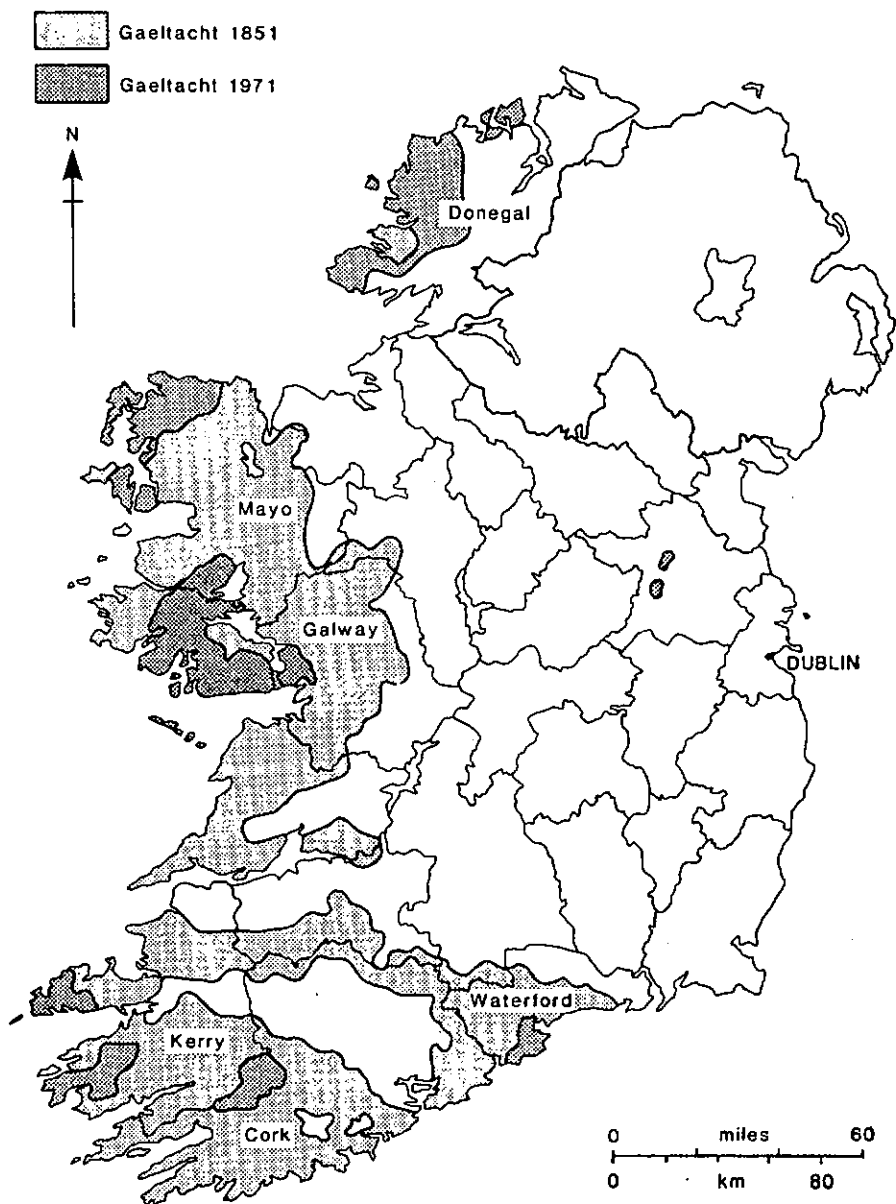 Gaeltacht 1851
Gaeltacht 1971
N
Donegal
Mayo
Galway
DUBLIN
Waterford
Kerry
Cork
0 miles 60
0 km 80